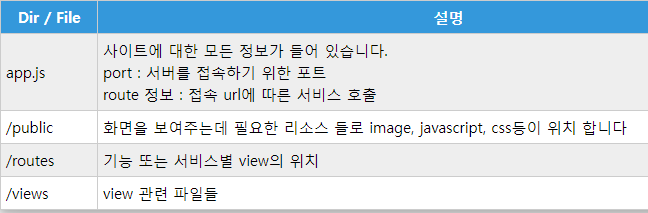 Dir / File 설명
app.js 사이트에 대한 모든 정보가 들어 있습니다.
port : 서버를 접속하기 위한 포트
route 정보 : 접속 url에 따른 서비스 호출
/public 화면을 보여주는데 필요한 리소스 들로 image, javascript, css등이 위치 합니다
/routes 기능 또는 서비스별 view의 위치
/views view 관련 파일들